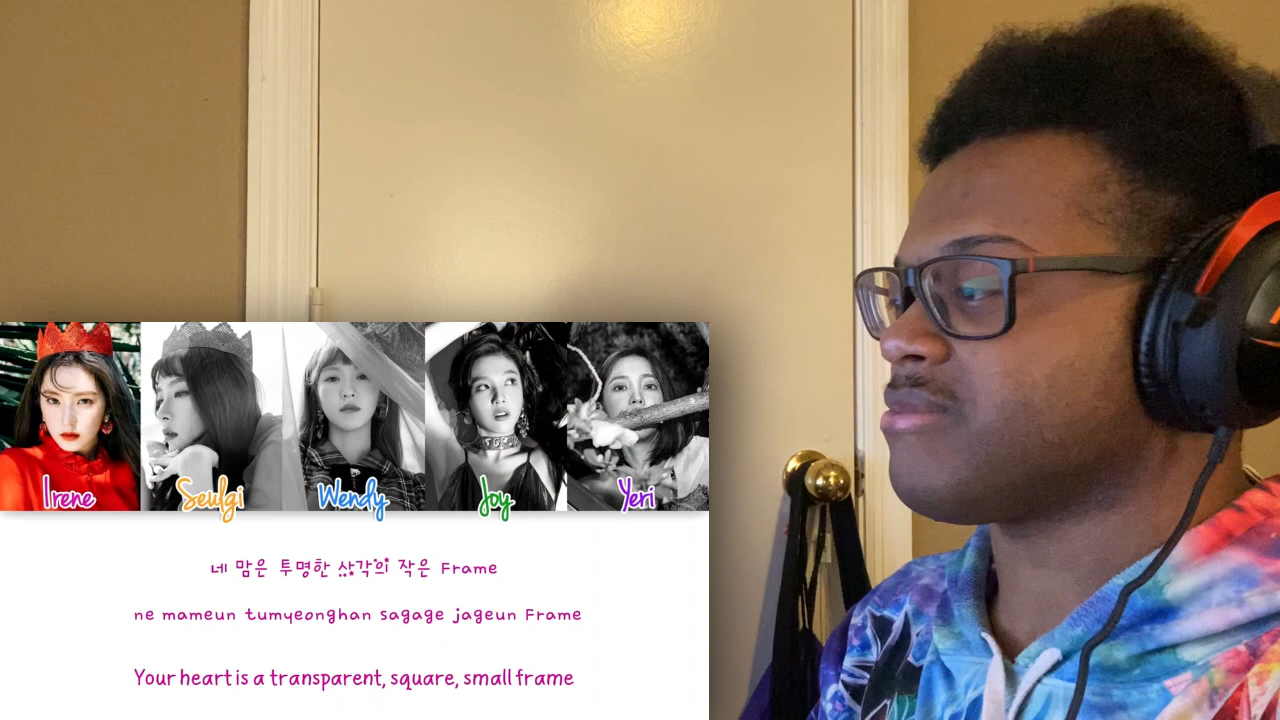 Irene Seulgi Wendy Joy Yeri
네 맘은 투명한 삭각의 작은 Frame
ne mameun tumyeonghan sagage jageun Frame
Your heart is a transparent, square, small frame